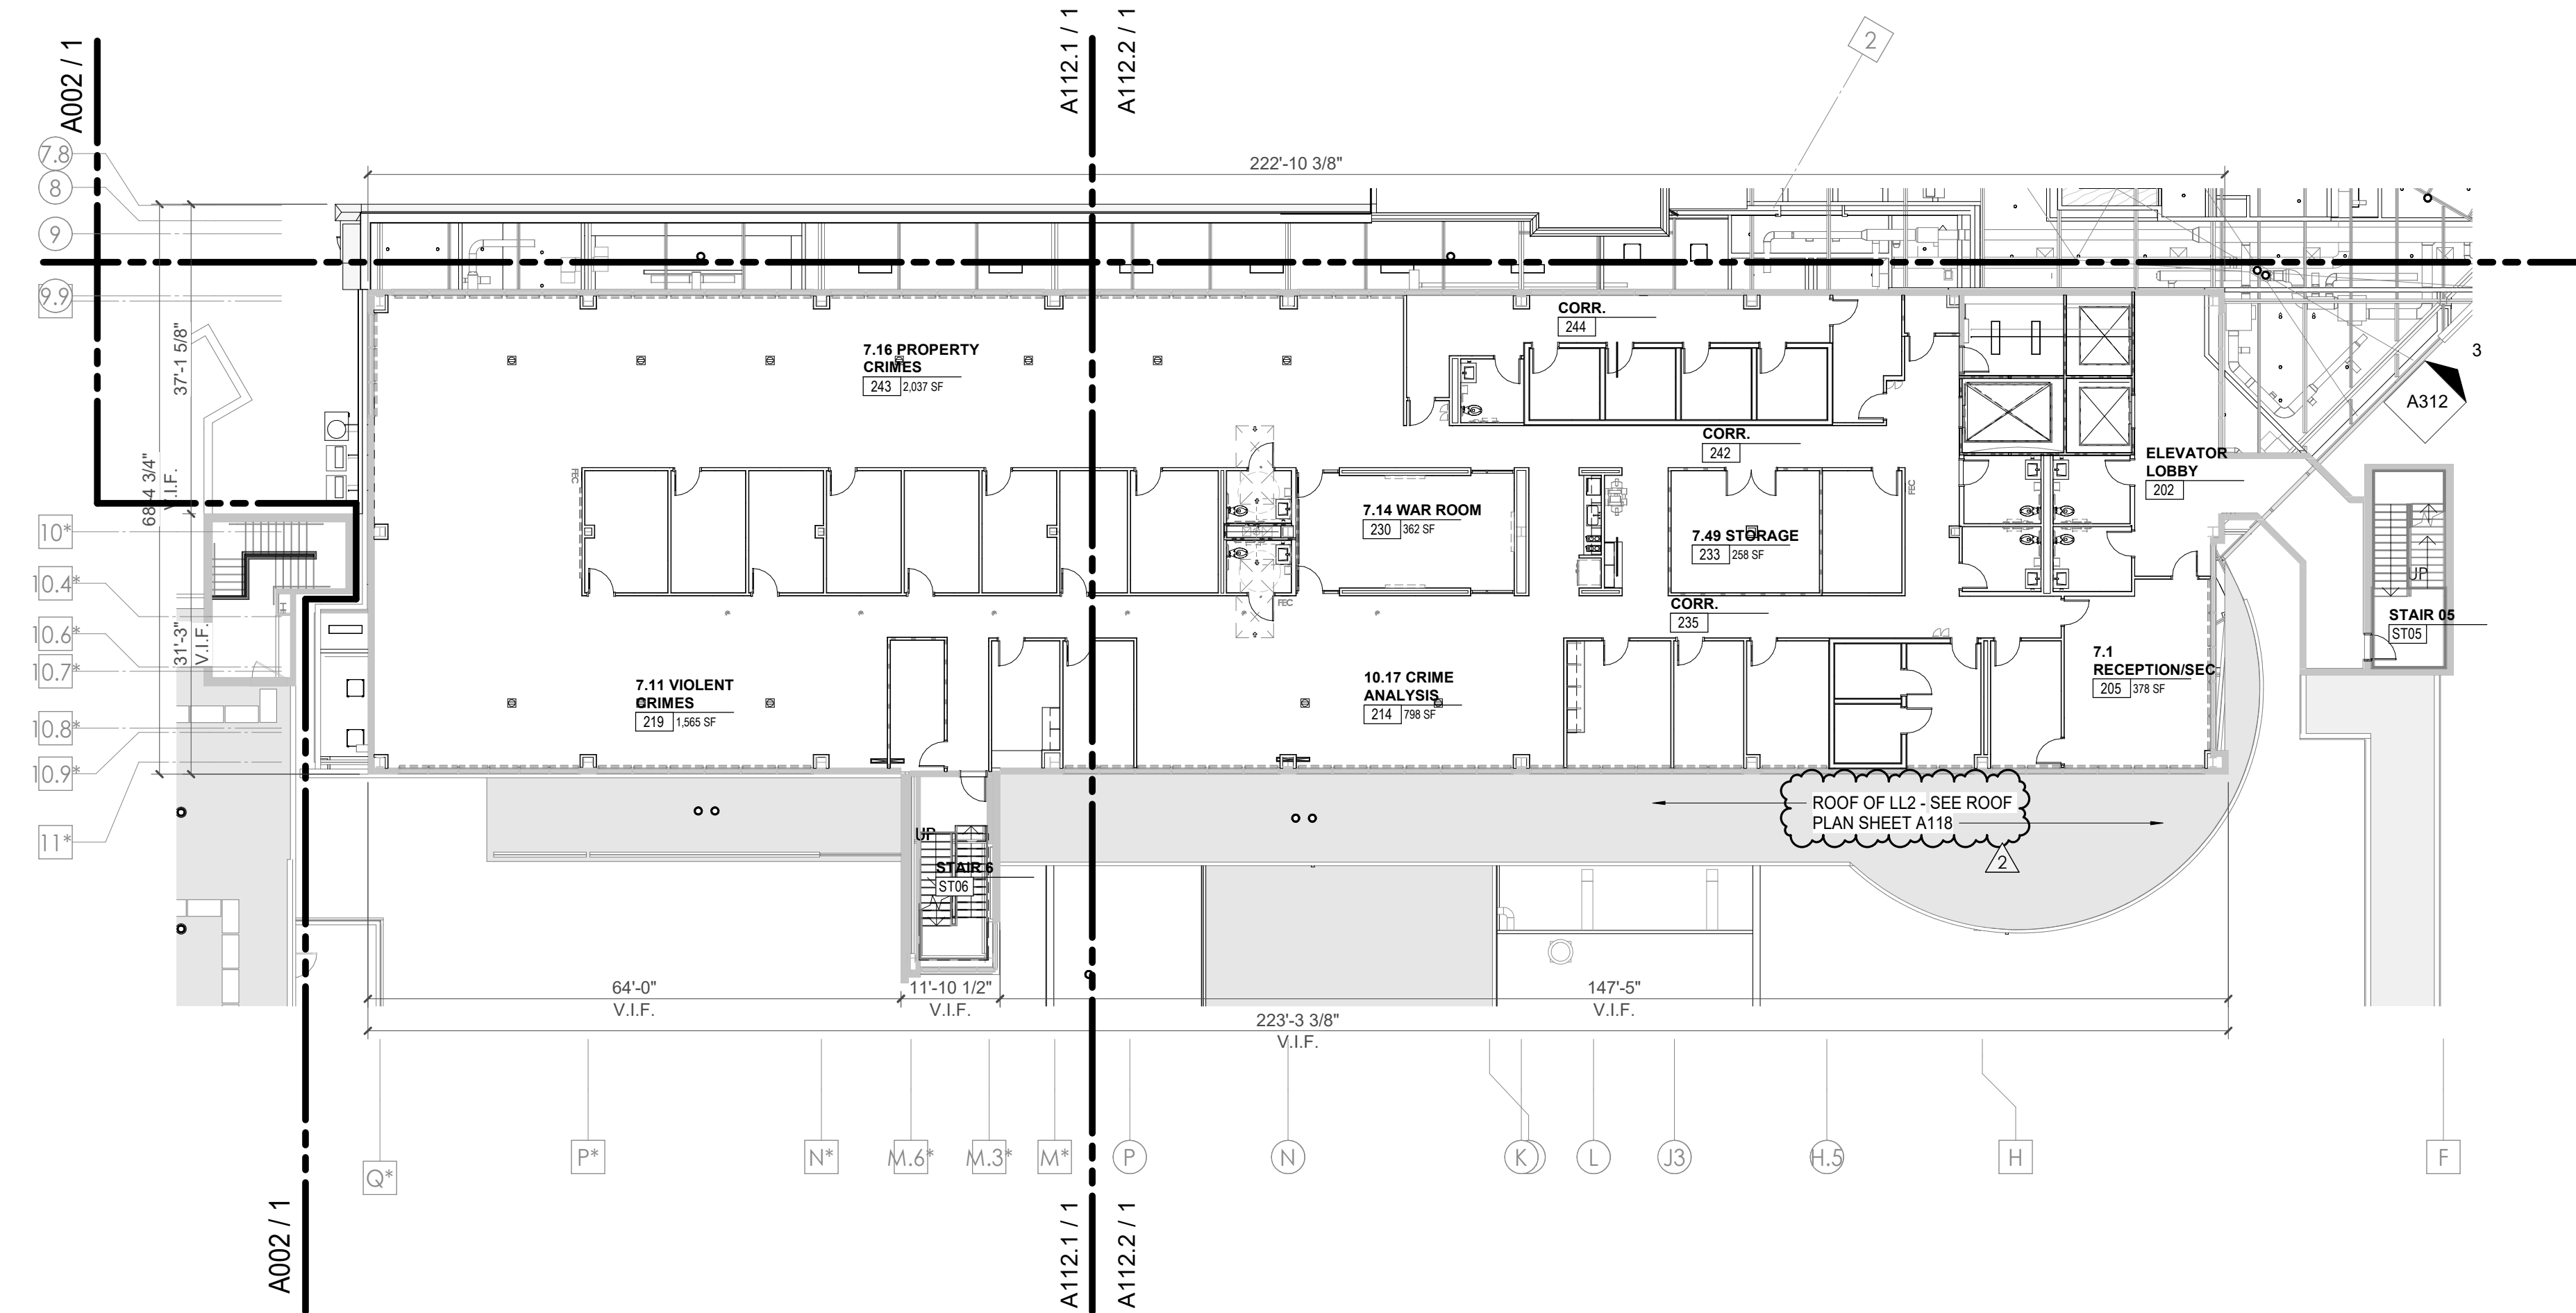 A002 / 1
A112.1 / 1
A112.2 / 1
2
7.8
8
9
9.9
222'-10 3/8"
37'-1 5/8"
V.I.F.
31'-3"
V.I.F.
10*
10.4*
10.6*
10.7*
10.8*
10.9*
11*
CORR.
244
7.16 PROPERTY
CRIMES
243 2,037 SF
3
A312
CORR.
242
ELEVATOR
LOBBY
202
FEC
7.14 WAR ROOM
230 362 SF
7.49 STORAGE
233 258 SF
FEC
FEC
CORR.
235
UP
STAIR 05
ST05
7.11 VIOLENT
CRIMES
219 1,565 SF
10.17 CRIME
ANALYSIS
214 798 SF
7.1
RECEPTION/SEC
205 378 SF
ROOF OF LL2 - SEE ROOF
PLAN SHEET A118
2
UP
STAIR 6
ST06
64'-0"
V.I.F.
11'-10 1/2"
V.I.F.
147'-5"
V.I.F.
223'-3 3/8"
V.I.F.
Q*
P*
N*
M.6*
M.3*
M*
P
N
K
L
J3
H.5
H
F
A002 / 1
A112.1 / 1
A112.2 / 1